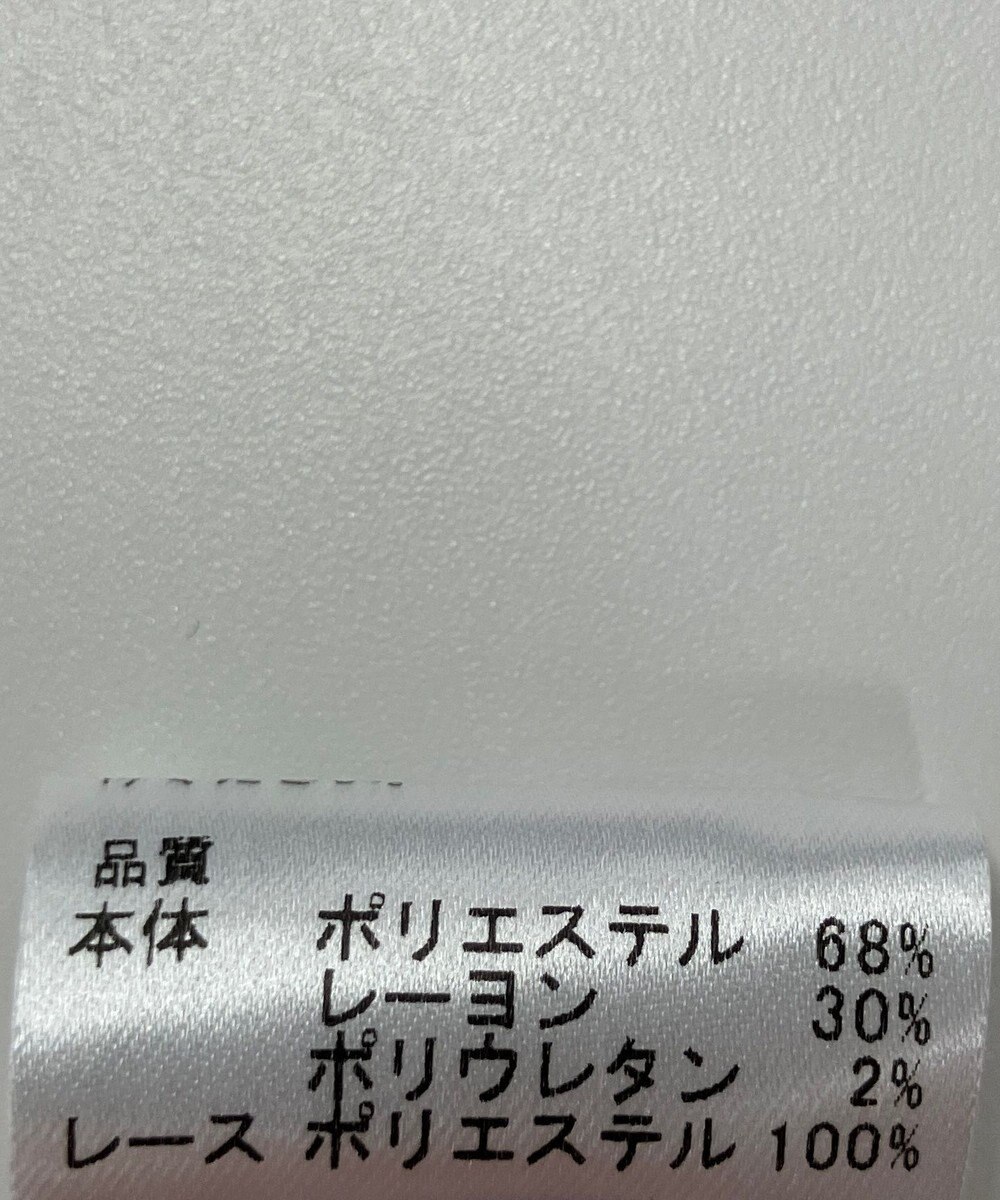 品質
本体 ポリエステル 68%
レーヨン 30%
ポリウレタン 2%
レース ポリエステル 100%